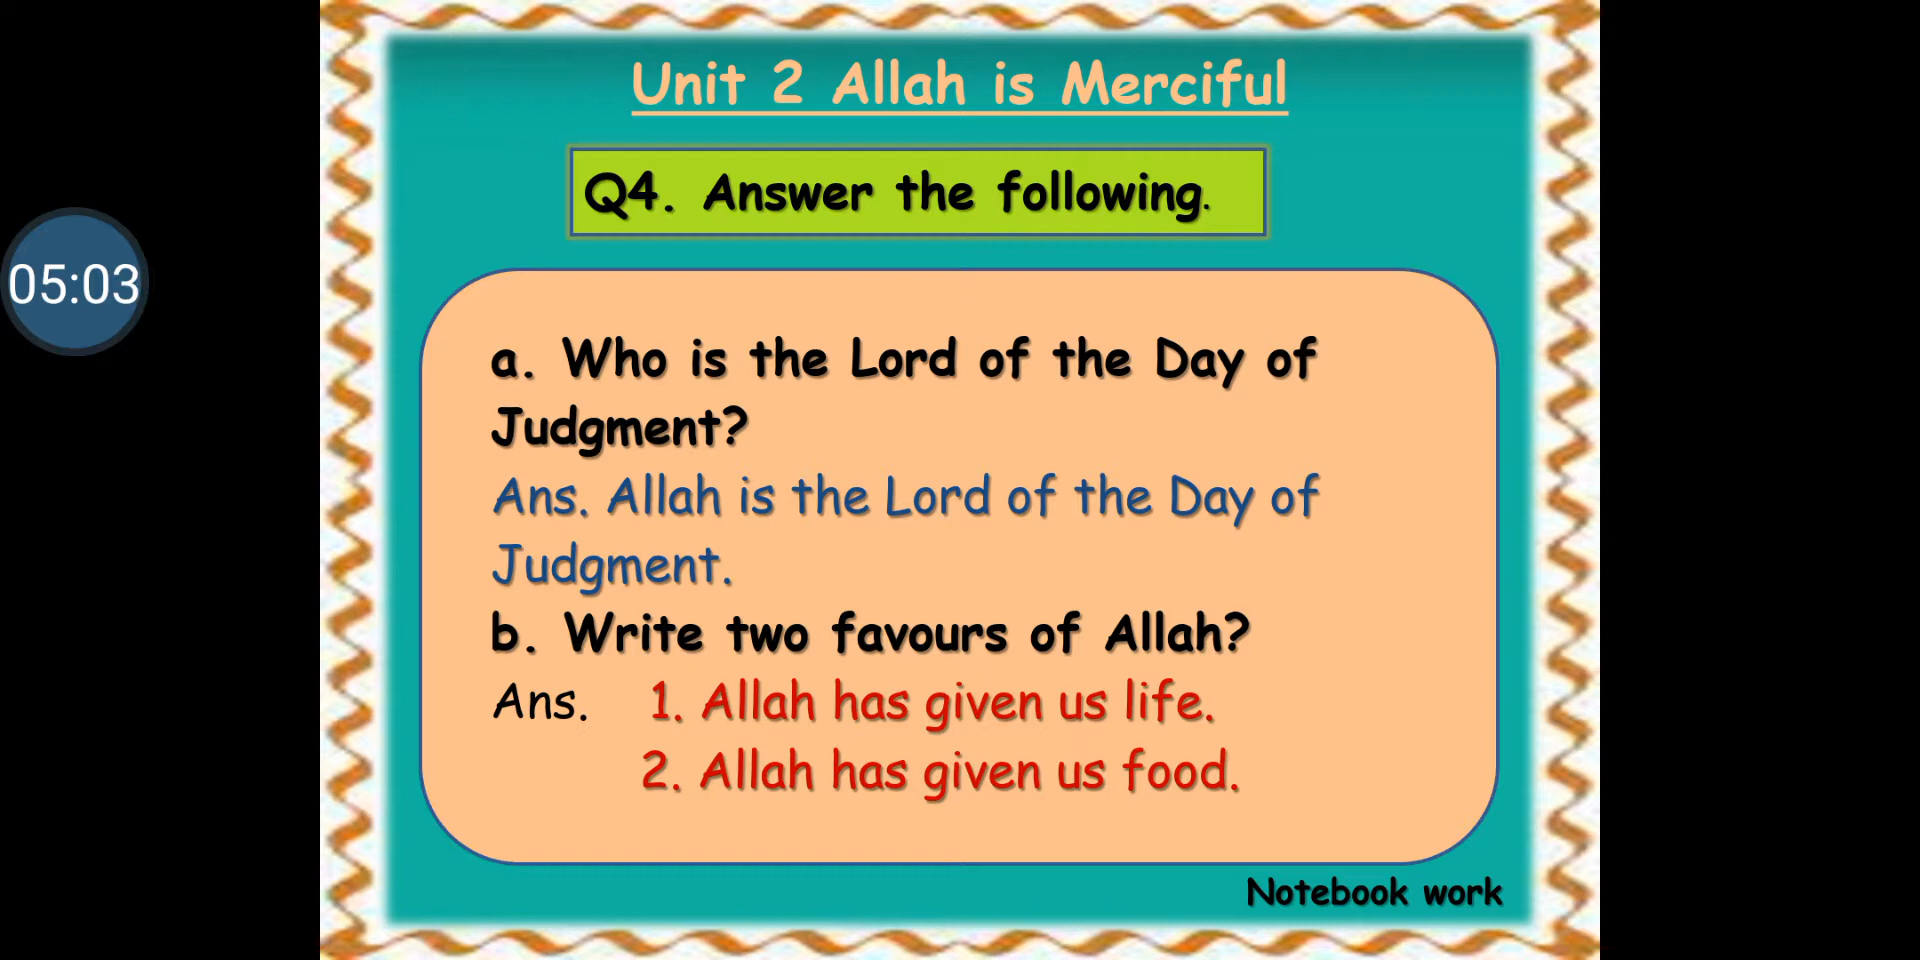 Unit 2 Allah is Merciful
Q4. Answer the following.
05:03
a. Who is the Lord of the Day of
Judgment?
Ans. Allah is the Lord of the Day of
Judgment.
b. Write two favours of Allah?
Ans. 1. Allah has given us life.
2. Allah has given us food.
Notebook work